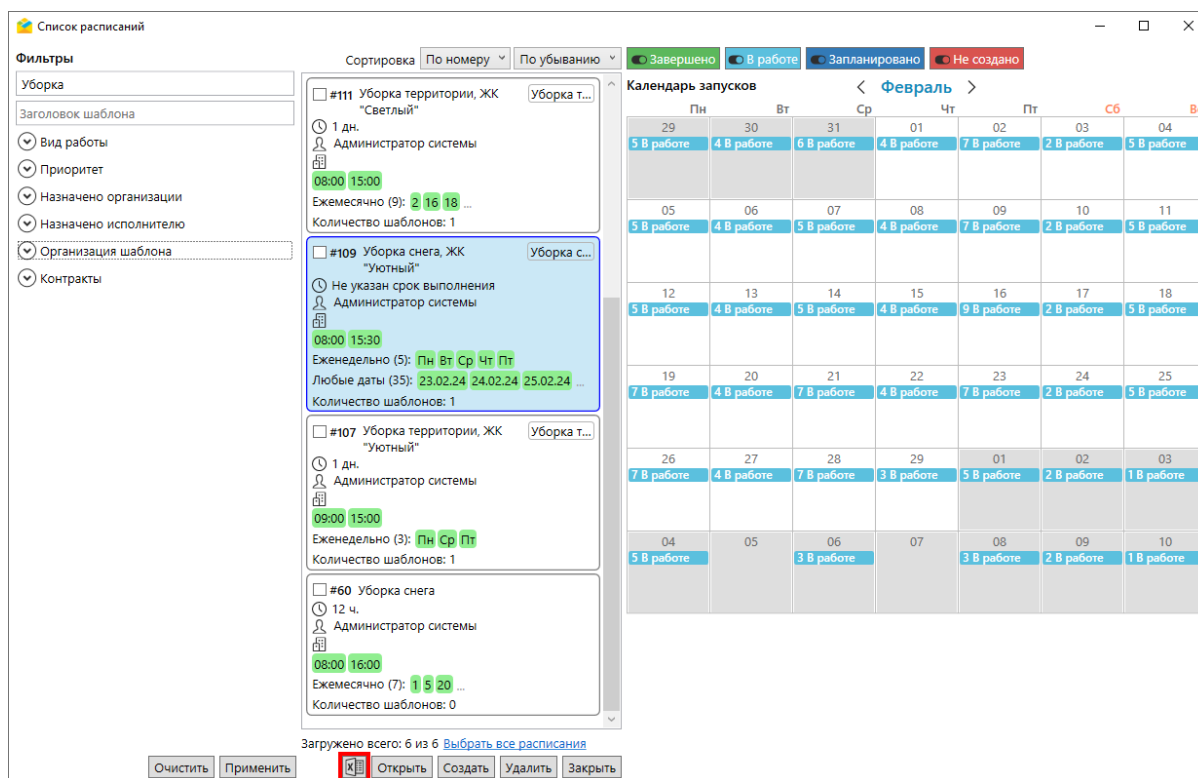 Список расписаний
Фильтры
Уборка
Заголовок шаблона
Вид работы
Приоритет
Назначено организации
Назначено исполнителю
Организация шаблона
Контракты
Очистить Применить
Сортировка По номеру По убыванию
#111 Уборка территории, ЖК "Светлый" Уборка т...
1 дн.
Администратор системы
08:00 15:00
Ежемесячно (9): 2 16 18 ...
Количество шаблонов: 1
#109 Уборка снега, ЖК "Уютный" Уборка с...
Не указан срок выполнения
Администратор системы
08:00 15:30
Еженедельно (5): Пн Вт Ср Чт Пт
Любые даты (35): 23.02.24 24.02.24 25.02.24 ...
Количество шаблонов: 1
#107 Уборка территории, ЖК "Уютный" Уборка т...
1 дн.
Администратор системы
09:00 15:00
Еженедельно (3): Пн Ср Пт
Количество шаблонов: 1
#60 Уборка снега
12 ч.
Администратор системы
08:00 16:00
Ежемесячно (7): 1 5 20 ...
Количество шаблонов: 0
Загружено всего: 6 из 6 Выбрать все расписания
Открыть Создать Удалить Закрыть
Завершено В работе Запланировано Не создано
Календарь запусков Февраль
Пн Вт Ср Чт Пт Сб Вс
29 30 31 01 02 03 04
5 В работе 4 В работе 6 В работе 4 В работе 7 В работе 2 В работе 5 В работе
05 06 07 08 09 10 11
5 В работе 4 В работе 5 В работе 4 В работе 7 В работе 2 В работе 5 В работе
12 13 14 15 16 17 18
5 В работе 4 В работе 5 В работе 4 В работе 9 В работе 2 В работе 5 В работе
19 20 21 22 23 24 25
7 В работе 4 В работе 7 В работе 4 В работе 7 В работе 2 В работе 5 В работе
26 27 28 29 01 02 03
7 В работе 4 В работе 7 В работе 3 В работе 5 В работе 2 В работе 1 В работе
04 05 06 07 08 09 10
5 В работе 3 В работе 3 В работе 2 В работе 1 В работе